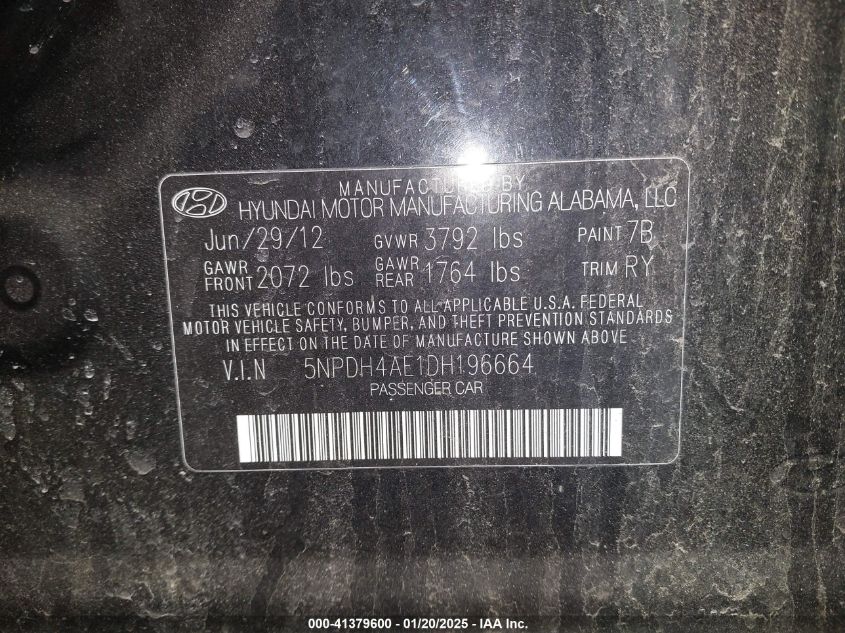 MANUFACTURED BY
HYUNDAI MOTOR MANUFACTURING ALABAMA, LLC
Jun/29/12 GVWR 3792 lbs PAINT 7B
GAWR FRONT 2072 lbs GAWR REAR 1764 lbs TRIM RY
THIS VEHICLE CONFORMS TO ALL APPLICABLE U.S.A. FEDERAL
MOTOR VEHICLE SAFETY, BUMPER, AND THEFT PREVENTION STANDARDS
IN EFFECT ON THE DATE OF MANUFACTURE SHOWN ABOVE
V.I.N 5NPDH4AE1DH196664
PASSENGER CAR
000-41379600 - 01/20/2025 - IAA Inc.